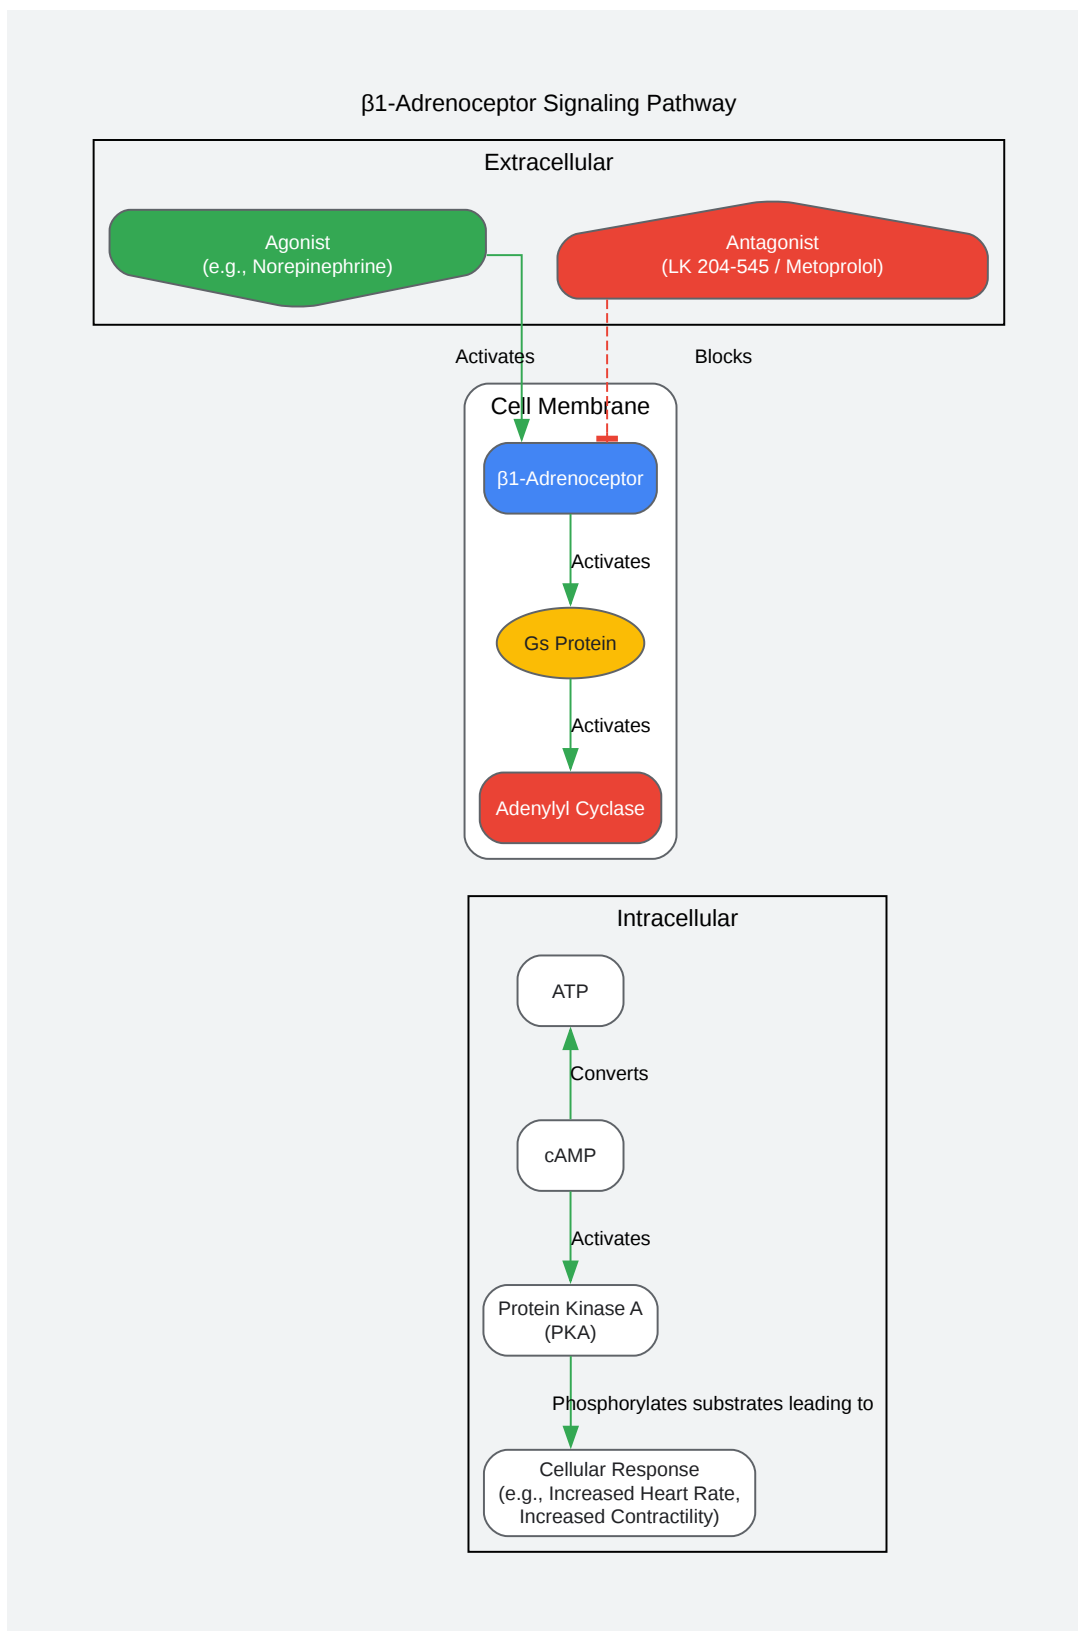 β1-Adrenoceptor Signaling Pathway
Extracellular
Agonist
(e.g., Norepinephrine)
Antagonist
(LK 204-545 / Metoprolol)
Activates
Blocks
Cell Membrane
β1-Adrenoceptor
Activates
Gs Protein
Activates
Adenylyl Cyclase
Intracellular
ATP
Converts
cAMP
Activates
Protein Kinase A
(PKA)
Phosphorylates substrates leading to
Cellular Response
(e.g., Increased Heart Rate,
Increased Contractility)